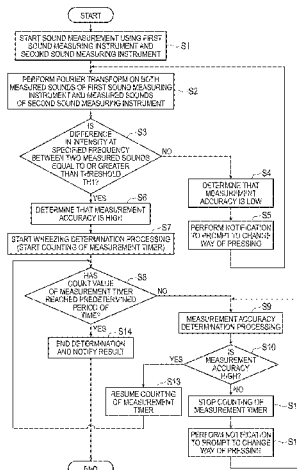 START
START SOUND MEASUREMENT USING FIRST
SOUND MEASURING INSTRUMENT AND
SECOND SOUND MEASURING INSTRUMENT
S1
PERFORM FOURIER TRANSFORM ON BOTH
MEASURED SOUNDS OF FIRST SOUND MEASURING
INSTRUMENT AND MEASURED SOUNDS
OF SECOND SOUND MEASURING INSTRUMENT
S2
IS
DIFFERENCE
IN INTENSITY AT
SPECIFIED FREQUENCY
BETWEEN TWO MEASURED SOUNDS
EQUAL TO OR GREATER
THAN THRESHOLD
TH1?
S3
NO
S4
DETERMINE THAT
MEASUREMENT
ACCURACY IS LOW
S5
PERFORM NOTIFICATION
TO PROMPT TO CHANGE
WAY OF PRESSING
YES
S6
DETERMINE THAT MEASUREMENT
ACCURACY IS HIGH
S7
START WHEEZING DETERMINATION PROCESSING
(START COUNTING OF MEASUREMENT TIMER)
HAS
COUNT VALUE
OF MEASUREMENT TIMER
REACHED PREDETERMINED
PERIOD OF
TIME?
S8
NO
YES
S14
END DETERMINATION
AND NOTIFY RESULT
S9
MEASUREMENT ACCURACY
DETERMINATION PROCESSING
S10
IS
MEASUREMENT
ACCURACY
HIGH?
YES
S13
RESUME COUNTING
OF MEASUREMENT
TIMER
NO
STOP COUNTING OF
MEASUREMENT TIMER
PERFORM NOTIFICATION
TO PROMPT TO CHANGE
WAY OF PRESSING
END